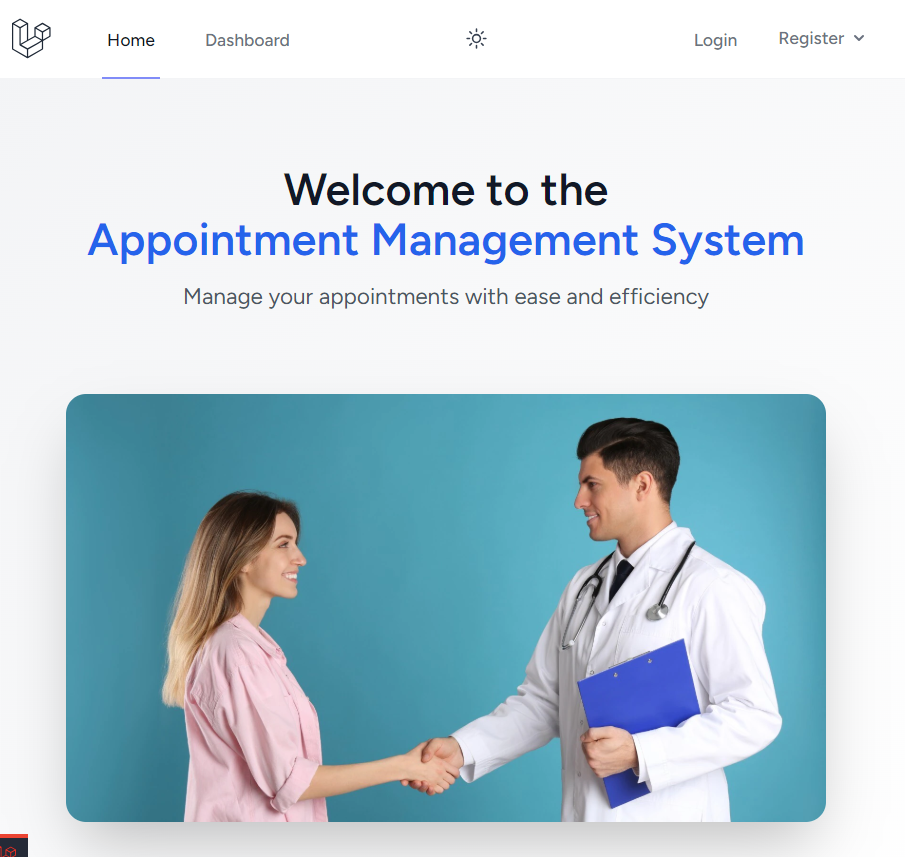 Home
Dashboard
Login
Register
Welcome to the
Appointment Management System
Manage your appointments with ease and efficiency